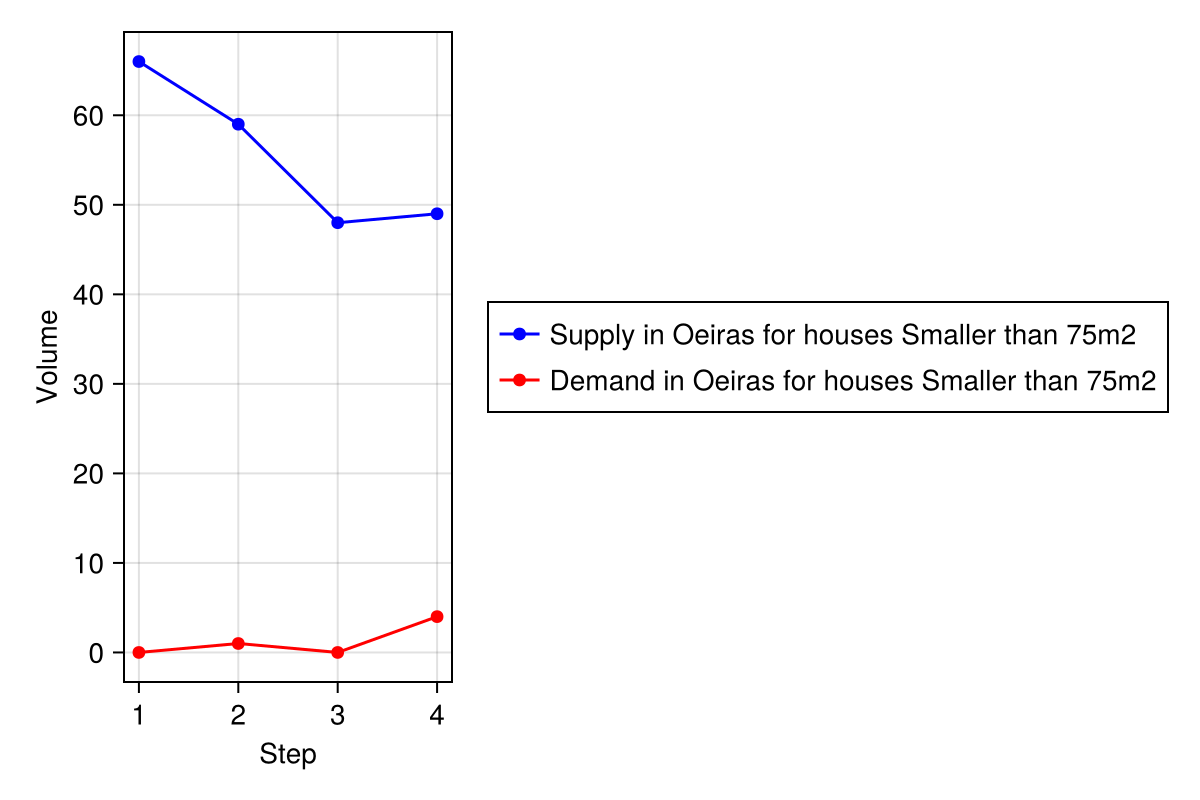 Volume
60
50
40
30
20
10
0
1 2 3 4
Step
Supply in Oeiras for houses Smaller than 75m2
Demand in Oeiras for houses Smaller than 75m2